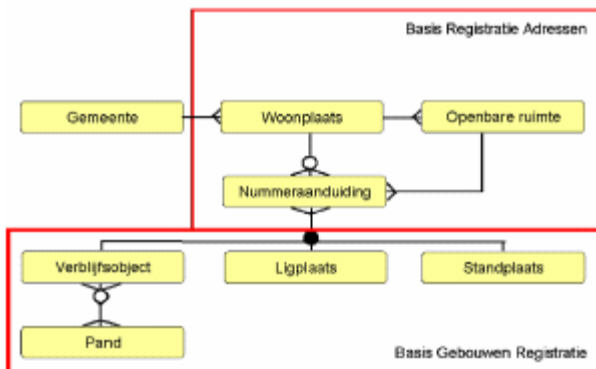 Basis Registratie Adressen
Gemeente
Woonplaats
Openbare ruimte
Nummeraanduiding
Verblijfsobject
Ligplaats
Standplaats
Pand
Basis Gebouwen Registratie